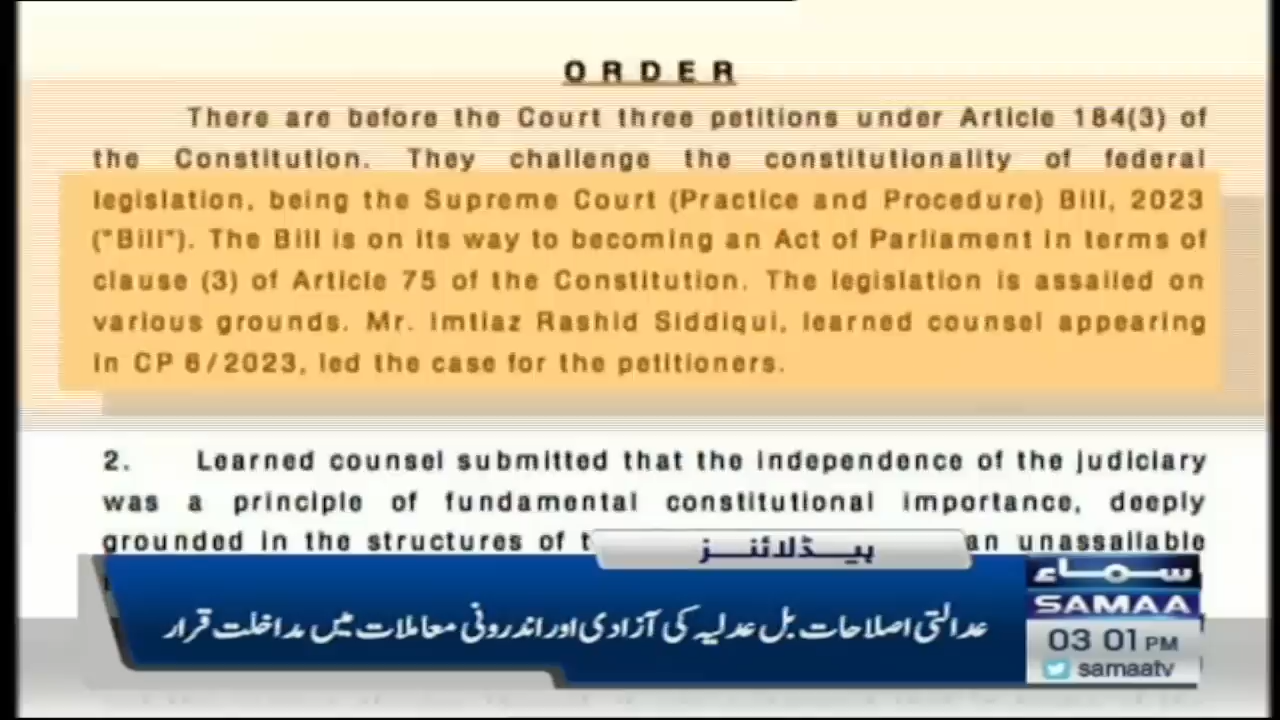 ORDER
There are before the Court three petitions under Article 184(3) of
the Constitution. They challenge the constitutionality of federal
legislation, being the Supreme Court (Practice and Procedure) Bill, 2023
("Bill"). The Bill is on its way to becoming an Act of Parliament in terms of
clause (3) of Article 75 of the Constitution. The legislation is assailed on
various grounds. Mr. Imtiaz Rashid Siddiqui, learned counsel appearing
in CP 6/2023, led the case for the petitioners.
2. Learned counsel submitted that the independence of the judiciary
was a principle of fundamental constitutional importance, deeply
grounded in the structures of t
an unassailable
ہیڈلائنز
عدالتی اصلاحات بل عدلیہ کی آزادی اور اندرونی معاملات میں مداخلت قرار
سماء
SAMAA
03 01 PM
samaatv